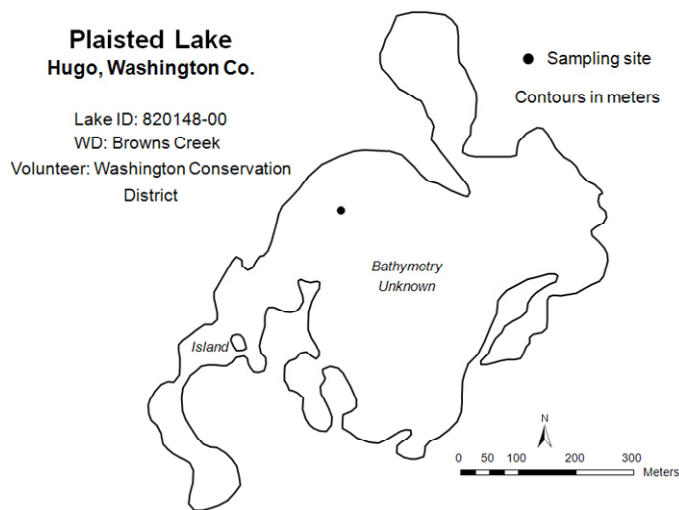 Plaisted Lake
Hugo, Washington Co.
Lake ID: 820148-00
WD: Browns Creek
Volunteer: Washington Conservation
District
Sampling site
Contours in meters
Bathymetry
Unknown
Island
N
0 50 100 200 300
Meters